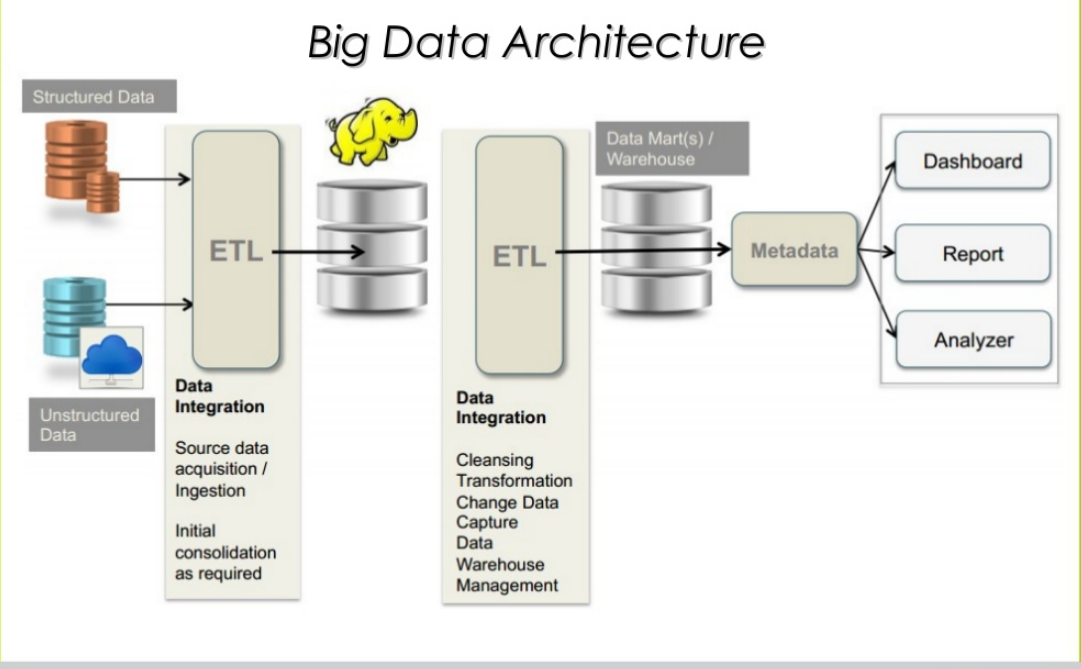 Big Data Architecture
Structured Data
Unstructured
Data
ETL
Data
Integration
Source data
acquisition /
Ingestion
Initial
consolidation
as required
ETL
Data
Integration
Cleansing
Transformation
Change Data
Capture
Data
Warehouse
Management
Data Mart(s) /
Warehouse
Metadata
Dashboard
Report
Analyzer